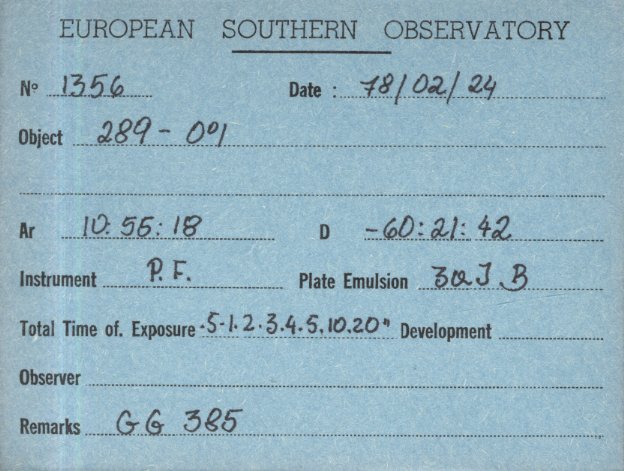 EUROPEAN SOUTHERN OBSERVATORY
Nº 1356 Date : 78/02/24
Object 289-001
Ar 10:55:18 D -60:21:42
Instrument P.F. Plate Emulsion 3aJ.B
Total Time of. Exposure .5-1.2.3.4.5.10.20" Development
Observer
Remarks GG 385